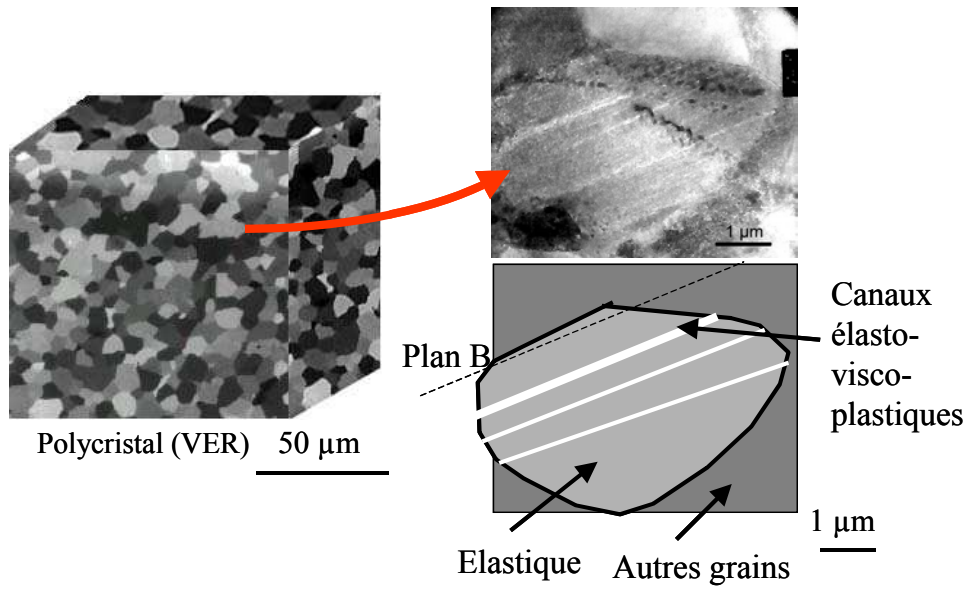 1 µm
Canaux
élasto-
visco-
plastiques
Plan B
Polycristal (VER)
50 µm
1 µm
Elastique
Autres grains